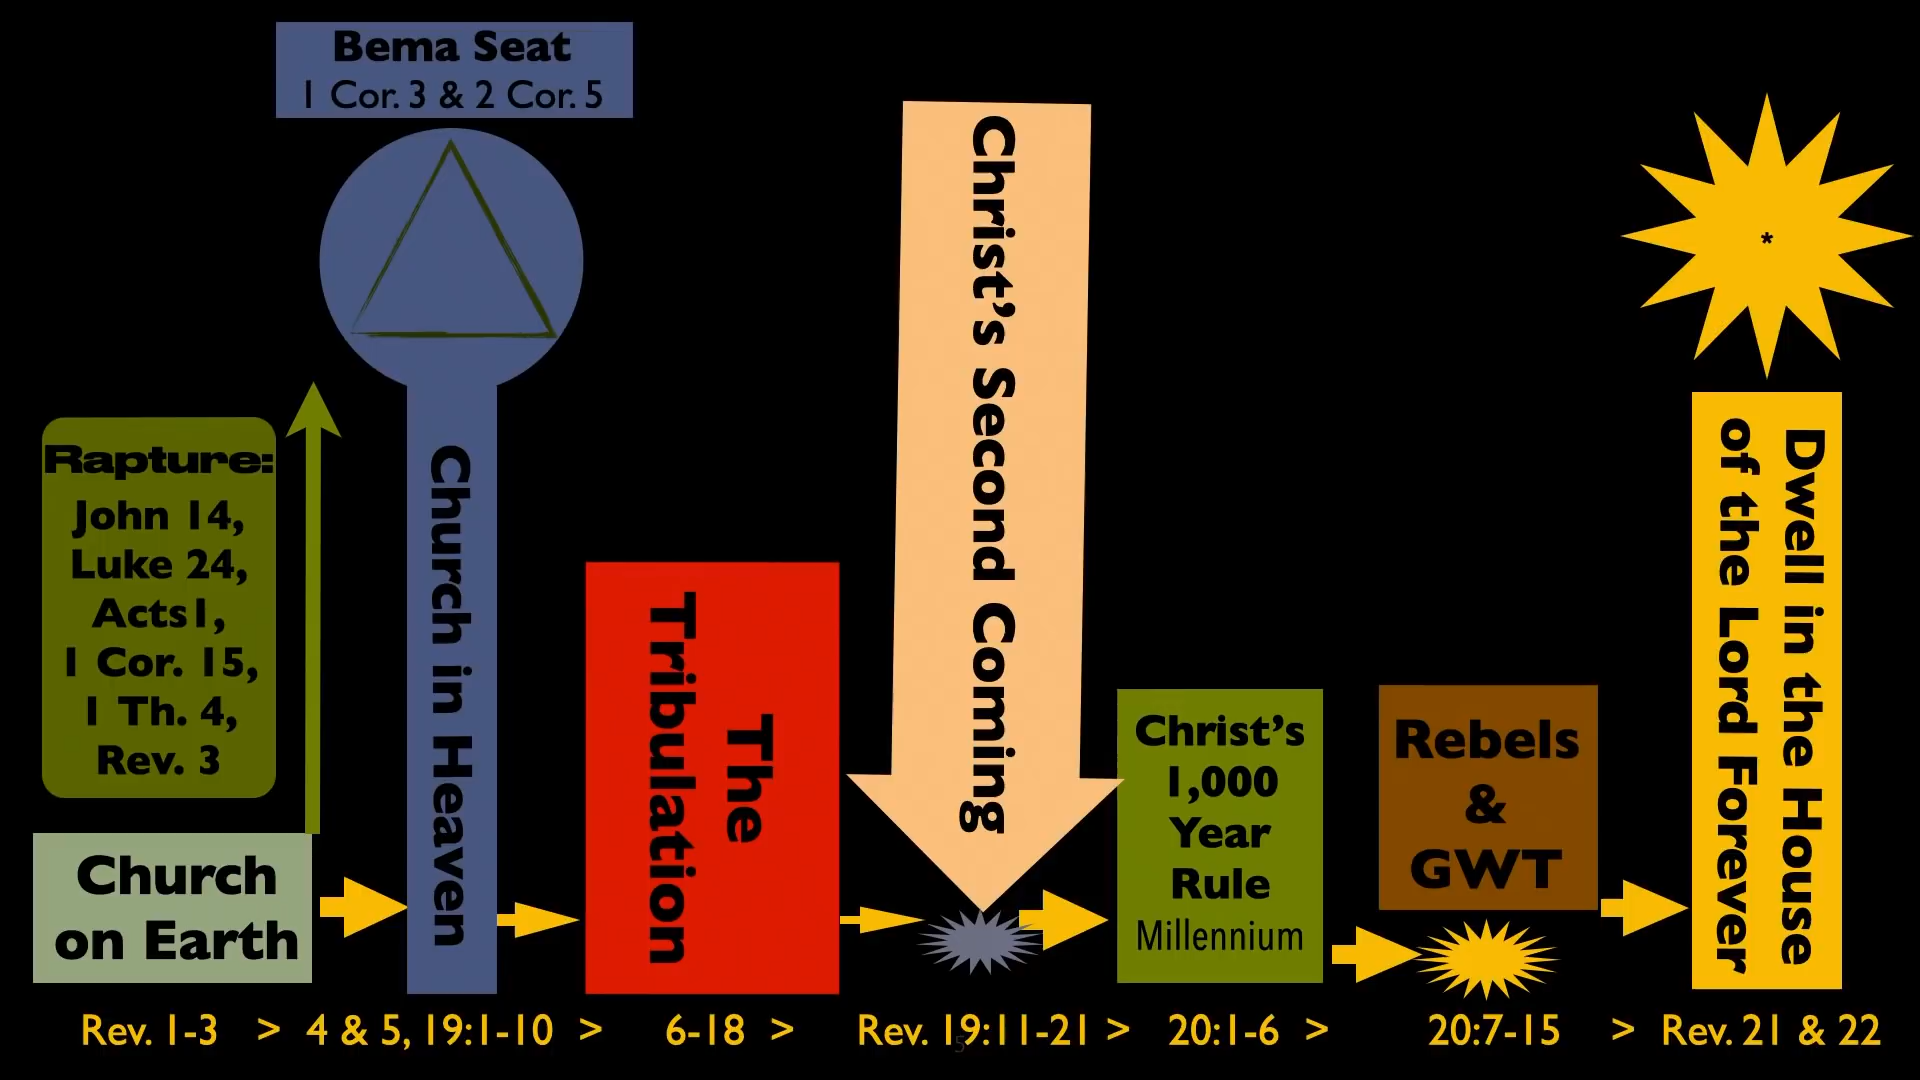 Bema Seat
1 Cor. 3 & 2 Cor. 5
Rapture:
John 14,
Luke 24,
Acts1,
1 Cor. 15,
1 Th. 4,
Rev. 3
Church
on Earth
Church in Heaven
The
Tribulation
Christ’s Second Coming
Christ’s
1,000
Year
Rule
Millennium
Rebels
&
GWT
*
Dwell in the House
of the Lord Forever
Rev. 1-3 > 4 & 5, 19:1-10 > 6-18 > Rev. 19:11-21 > 20:1-6 > 20:7-15 > Rev. 21 & 22
5